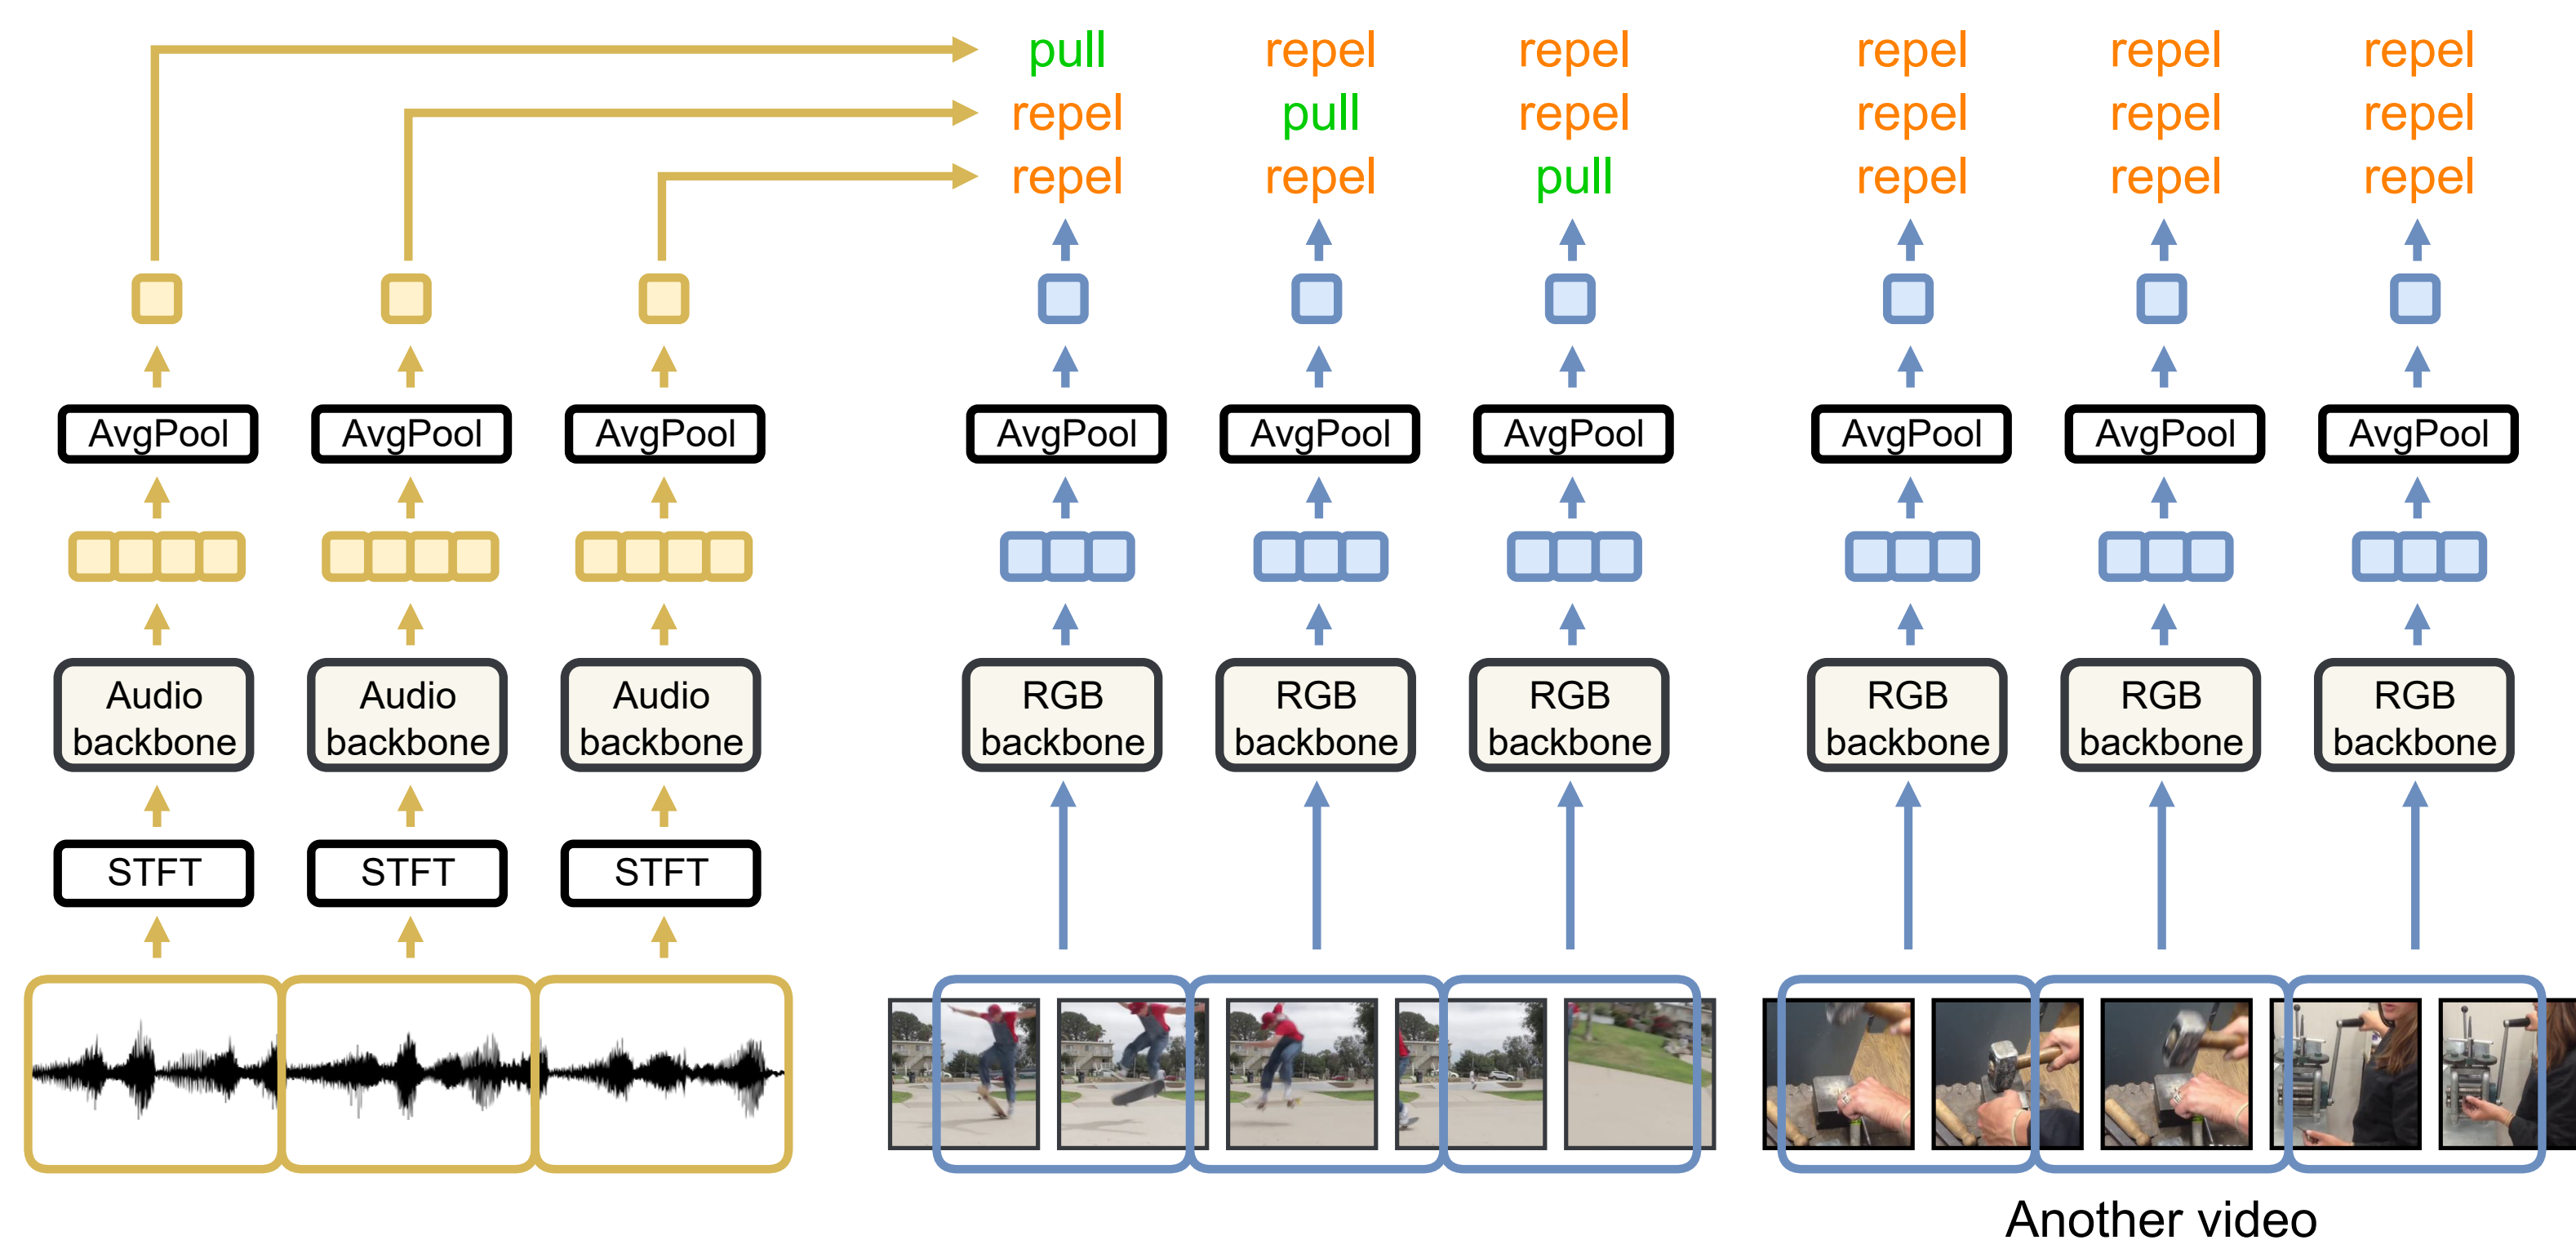 pull repel repel repel repel repel
repel pull repel repel repel repel
repel repel pull repel repel repel
AvgPool AvgPool AvgPool AvgPool AvgPool AvgPool AvgPool AvgPool AvgPool
Audio backbone
Audio backbone
Audio backbone
RGB backbone
RGB backbone
RGB backbone
RGB backbone
RGB backbone
RGB backbone
STFT STFT STFT
Another video